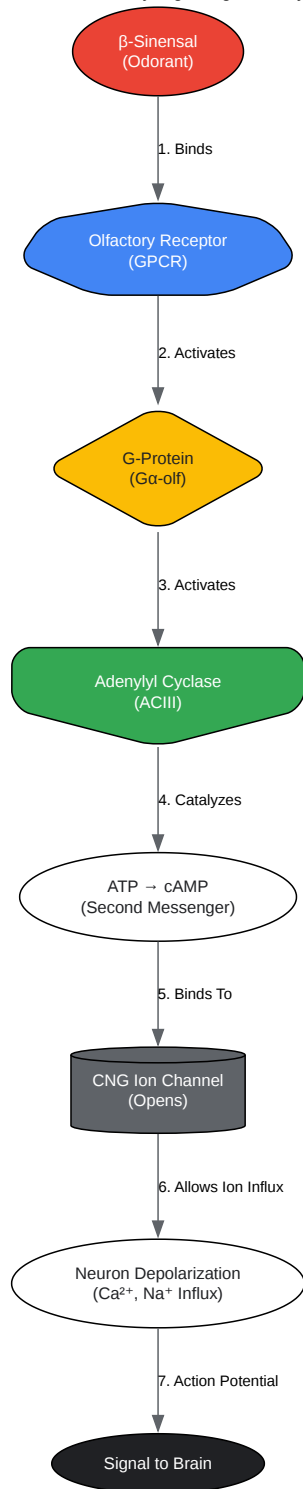 β-Sinensal
(Odorant)
1. Binds
Olfactory Receptor
(GPCR)
2. Activates
G-Protein
(Gα-olf)
3. Activates
Adenylyl Cyclase
(ACIII)
4. Catalyzes
ATP → cAMP
(Second Messenger)
5. Binds To
CNG Ion Channel
(Opens)
6. Allows Ion Influx
Neuron Depolarization
(Ca²⁺, Na⁺ Influx)
7. Action Potential
Signal to Brain